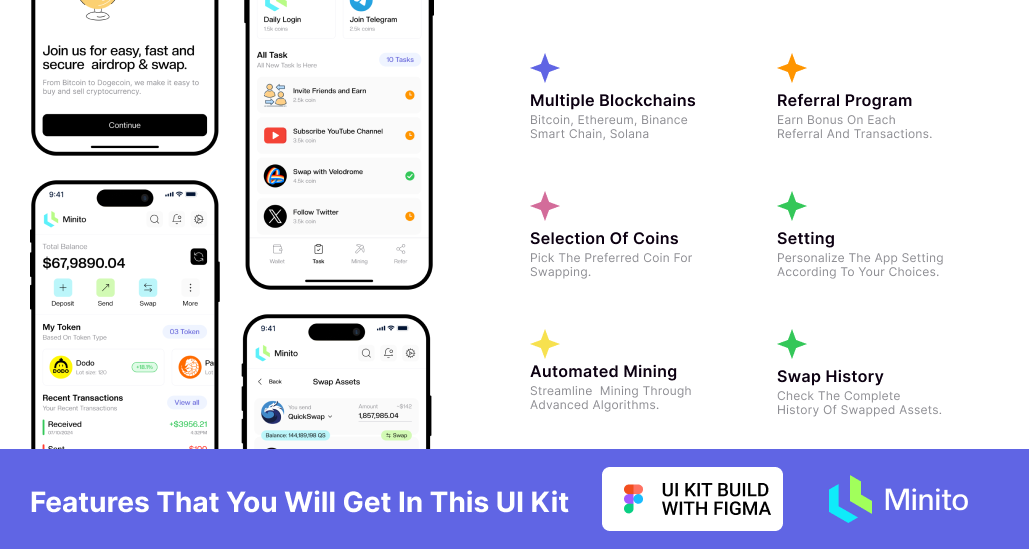 Join us for easy, fast and
secure airdrop & swap.
From Bitcoin to Dogecoin, we make it easy to
buy and sell cryptocurrency.
Continue
9:41
Minito
Total Balance
$67,9890.04
Deposit
Send
Swap
More
My Token
Based On Token Type
03 Token
DODO
Dodo
Lot size: 100
+18.1%
Pa
Lot
Recent Transactions
Your Recent Transactions
View all
Received
+$3956.21
07/10/2024
4:32PM
Sent
$100
Daily Login
1.5k coins
Join Telegram
2.5k coins
All Task
All New Task Is Here
10 Tasks
Invite Friends and Earn
2.5k coin
Subscribe YouTube Channel
3.5k coin
Swap with Velodrome
4.5k coin
Follow Twitter
3.5k coin
Wallet
Task
Mining
Refer
9:41
Minito
Back
Swap Assets
You send
QuickSwap
Amount
~$142
1,857,985.04
Balance: 144,189,198 QS
Swap
Multiple Blockchains
Bitcoin, Ethereum, Binance
Smart Chain, Solana
Referral Program
Earn Bonus On Each
Referral And Transactions.
Selection Of Coins
Pick The Preferred Coin For
Swapping.
Setting
Personalize The App Setting
According To Your Choices.
Automated Mining
Streamline Mining Through
Advanced Algorithms.
Swap History
Check The Complete
History Of Swapped Assets.
Features That You Will Get In This UI Kit
UI KIT BUILD
WITH FIGMA
Minito